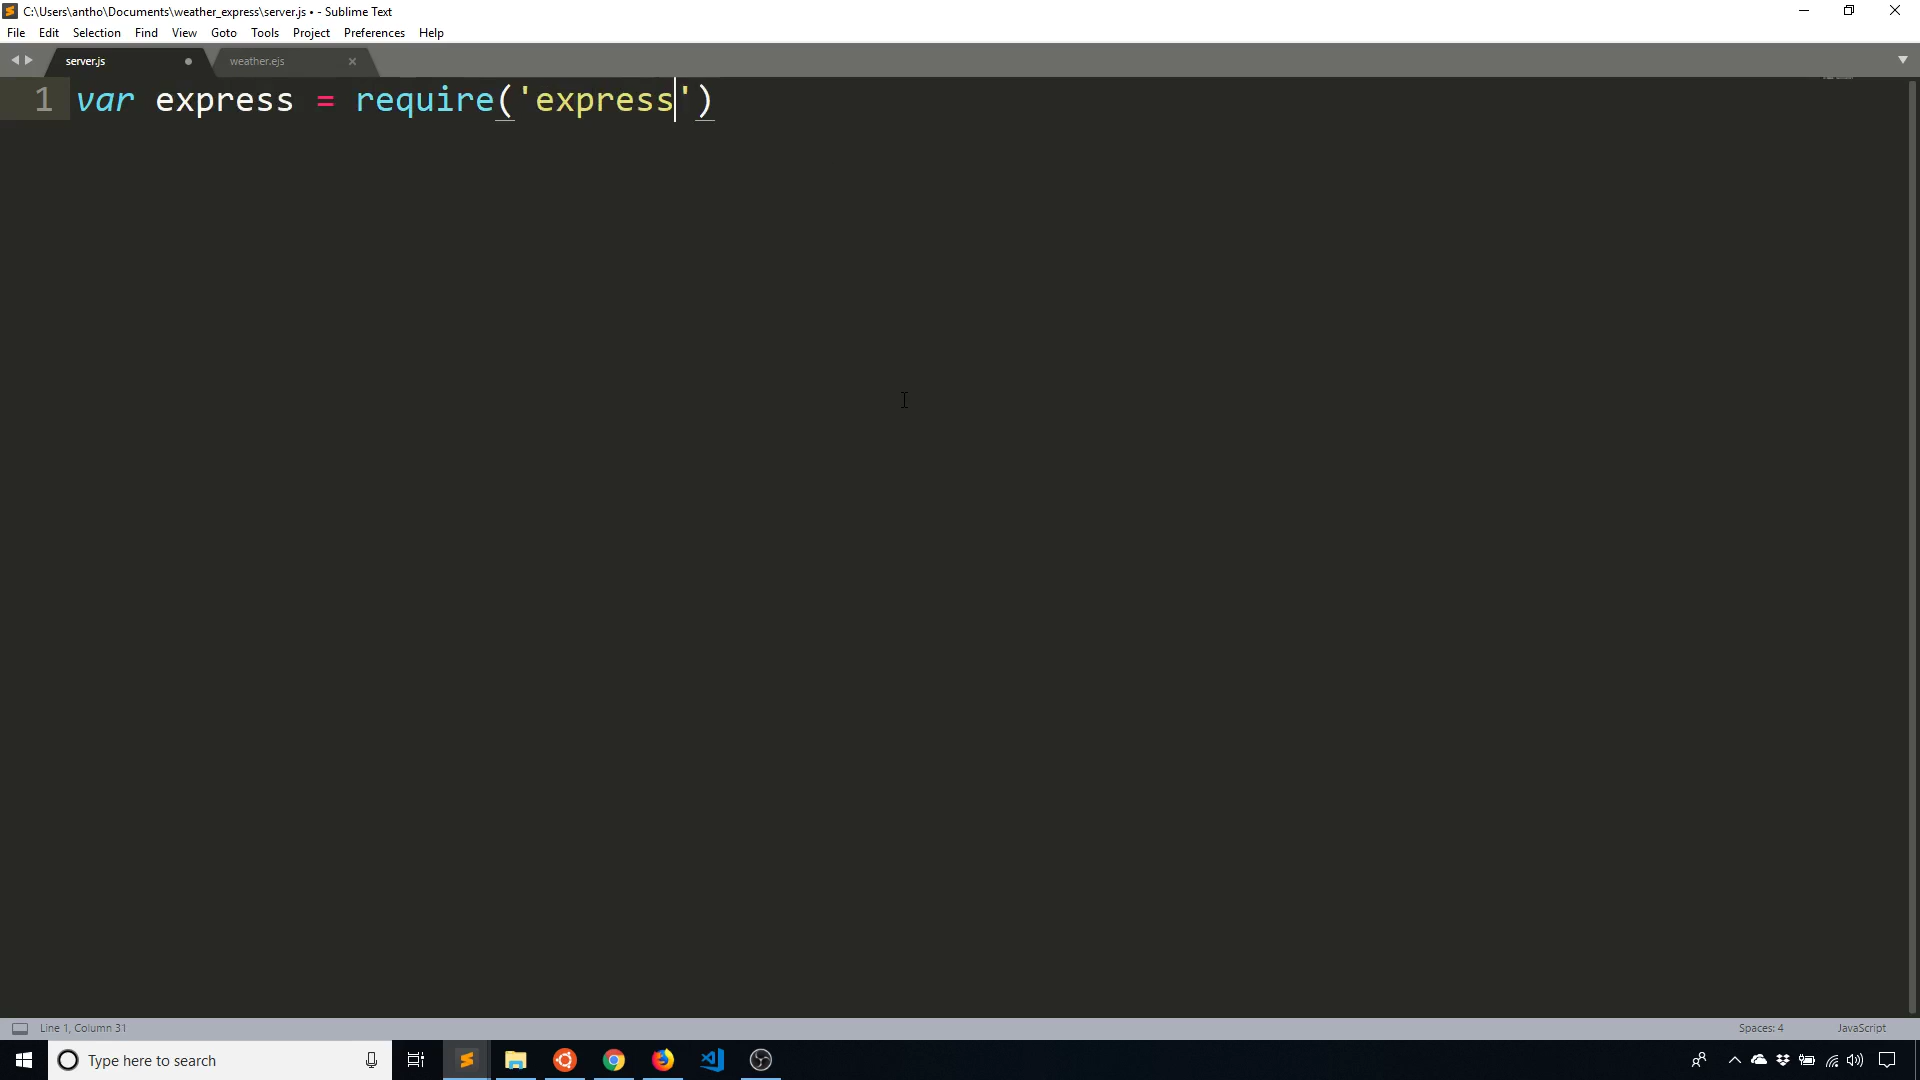 C:\Users\antho\Documents\weather_express\server.js • - Sublime Text
File Edit Selection Find View Goto Tools Project Preferences Help
server.js weather.ejs
1 var express = require('express')
Line 1, Column 31 Spaces: 4 JavaScript
Type here to search